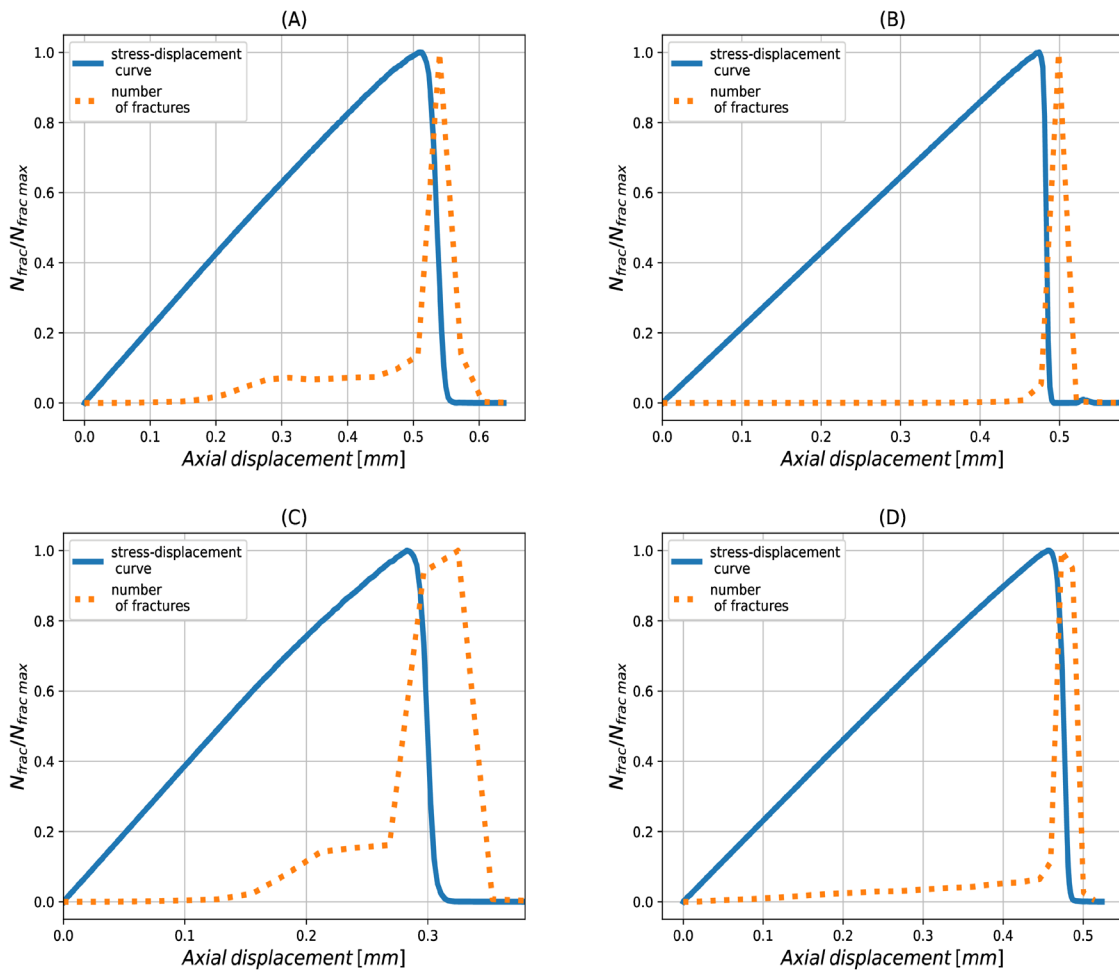 (A)
1.0
0.8
0.6
0.4
0.2
0.0
N_frac/N_frac max
stress-displacement
curve
number
of fractures
0.0 0.1 0.2 0.3 0.4 0.5 0.6
Axial displacement [mm]
(B)
1.0
0.8
0.6
0.4
0.2
0.0
N_frac/N_frac max
stress-displacement
curve
number
of fractures
0.0 0.1 0.2 0.3 0.4 0.5
Axial displacement [mm]
(C)
1.0
0.8
0.6
0.4
0.2
0.0
N_frac/N_frac max
stress-displacement
curve
number
of fractures
0.0 0.1 0.2 0.3
Axial displacement [mm]
(D)
1.0
0.8
0.6
0.4
0.2
0.0
N_frac/N_frac max
stress-displacement
curve
number
of fractures
0.0 0.1 0.2 0.3 0.4 0.5
Axial displacement [mm]